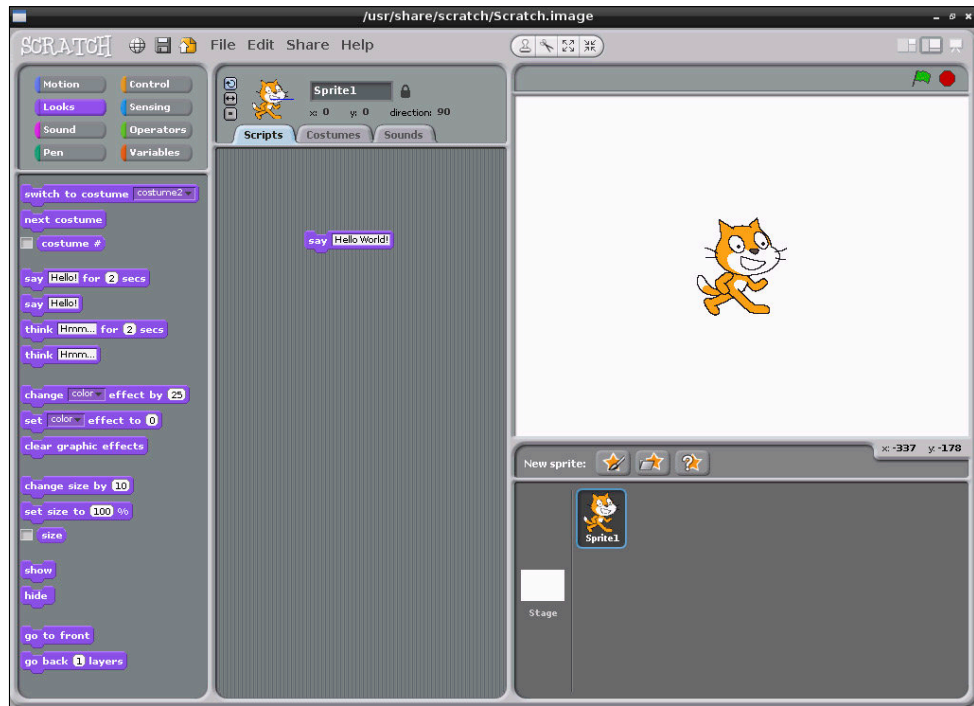 /usr/share/scratch/Scratch.image
SCRATCH File Edit Share Help
Motion Control
Looks Sensing
Sound Operators
Pen Variables
switch to costume costume2
next costume
costume #
say Hello! for 2 secs
say Hello!
think Hmm... for 2 secs
think Hmm...
change color effect by 25
set color effect to 0
clear graphic effects
change size by 10
set size to 100 %
size
show
hide
go to front
go back 1 layers
Sprite1
x: 0 y: 0 direction: 90
Scripts Costumes Sounds
say Hello World!
x: -337 y: -178
New sprite:
Sprite1
Stage